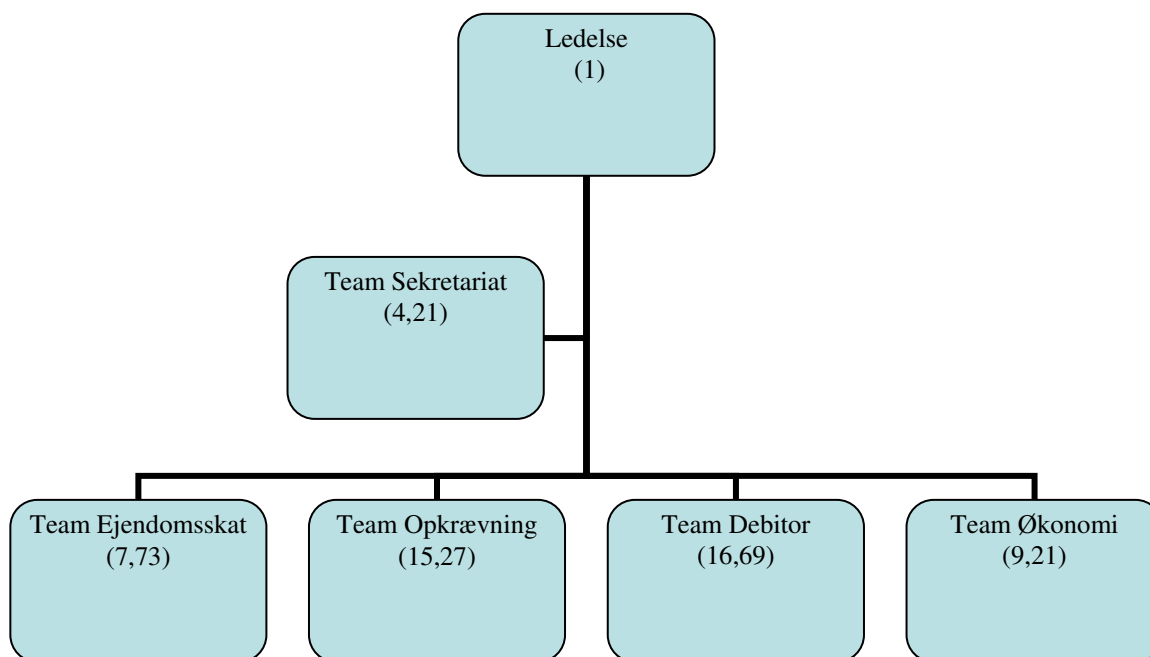 Ledelse
(1)
Team Sekretariat
(4,21)
Team Ejendomsskat
(7,73)
Team Opkrævning
(15,27)
Team Debitor
(16,69)
Team Økonomi
(9,21)